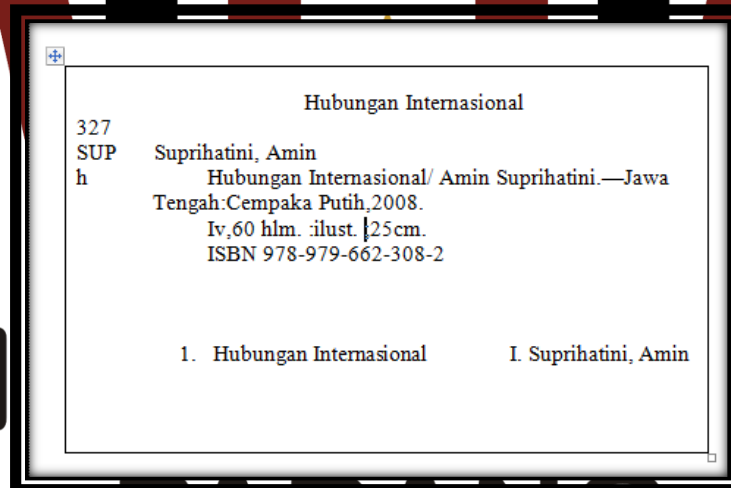 Hubungan Internasional
327
SUP Suprihatini, Amin
h Hubungan Internasional/ Amin Suprihatini.—Jawa
Tengah:Cempaka Putih,2008.
Iv,60 hlm. :ilust. ;25cm.
ISBN 978-979-662-308-2
1. Hubungan Internasional I. Suprihatini, Amin